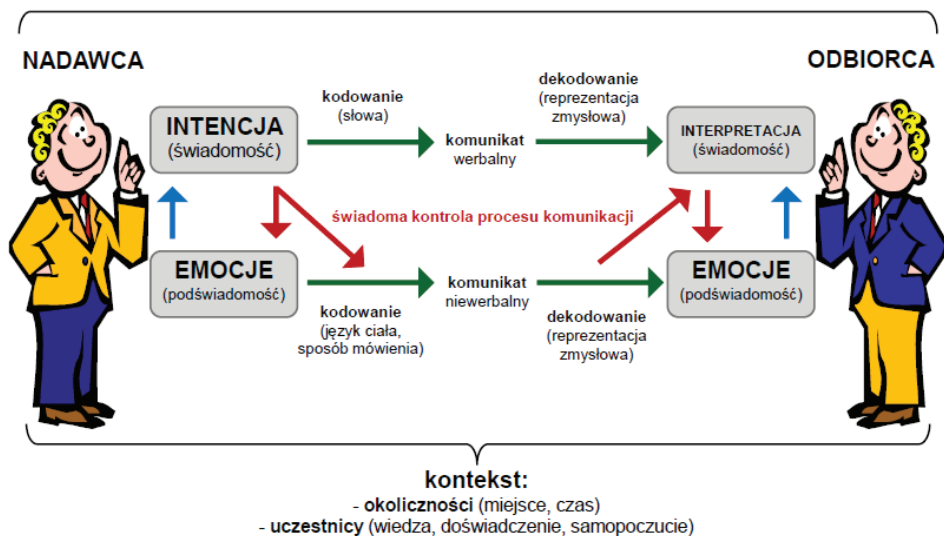 NADAWCA
ODBIORCA
kodowanie
(słowa)
dekodowanie
(reprezentacja
zmysłowa)
INTENCJA
(świadomość)
komunikat
werbalny
INTERPRETACJA
(świadomość)
świadoma kontrola procesu komunikacji
EMOCJE
(podświadomość)
komunikat
niewerbalny
EMOCJE
(podświadomość)
kodowanie
(język ciała,
sposób mówienia)
dekodowanie
(reprezentacja
zmysłowa)
kontekst:
- okoliczności (miejsce, czas)
- uczestnicy (wiedza, doświadczenie, samopoczucie)